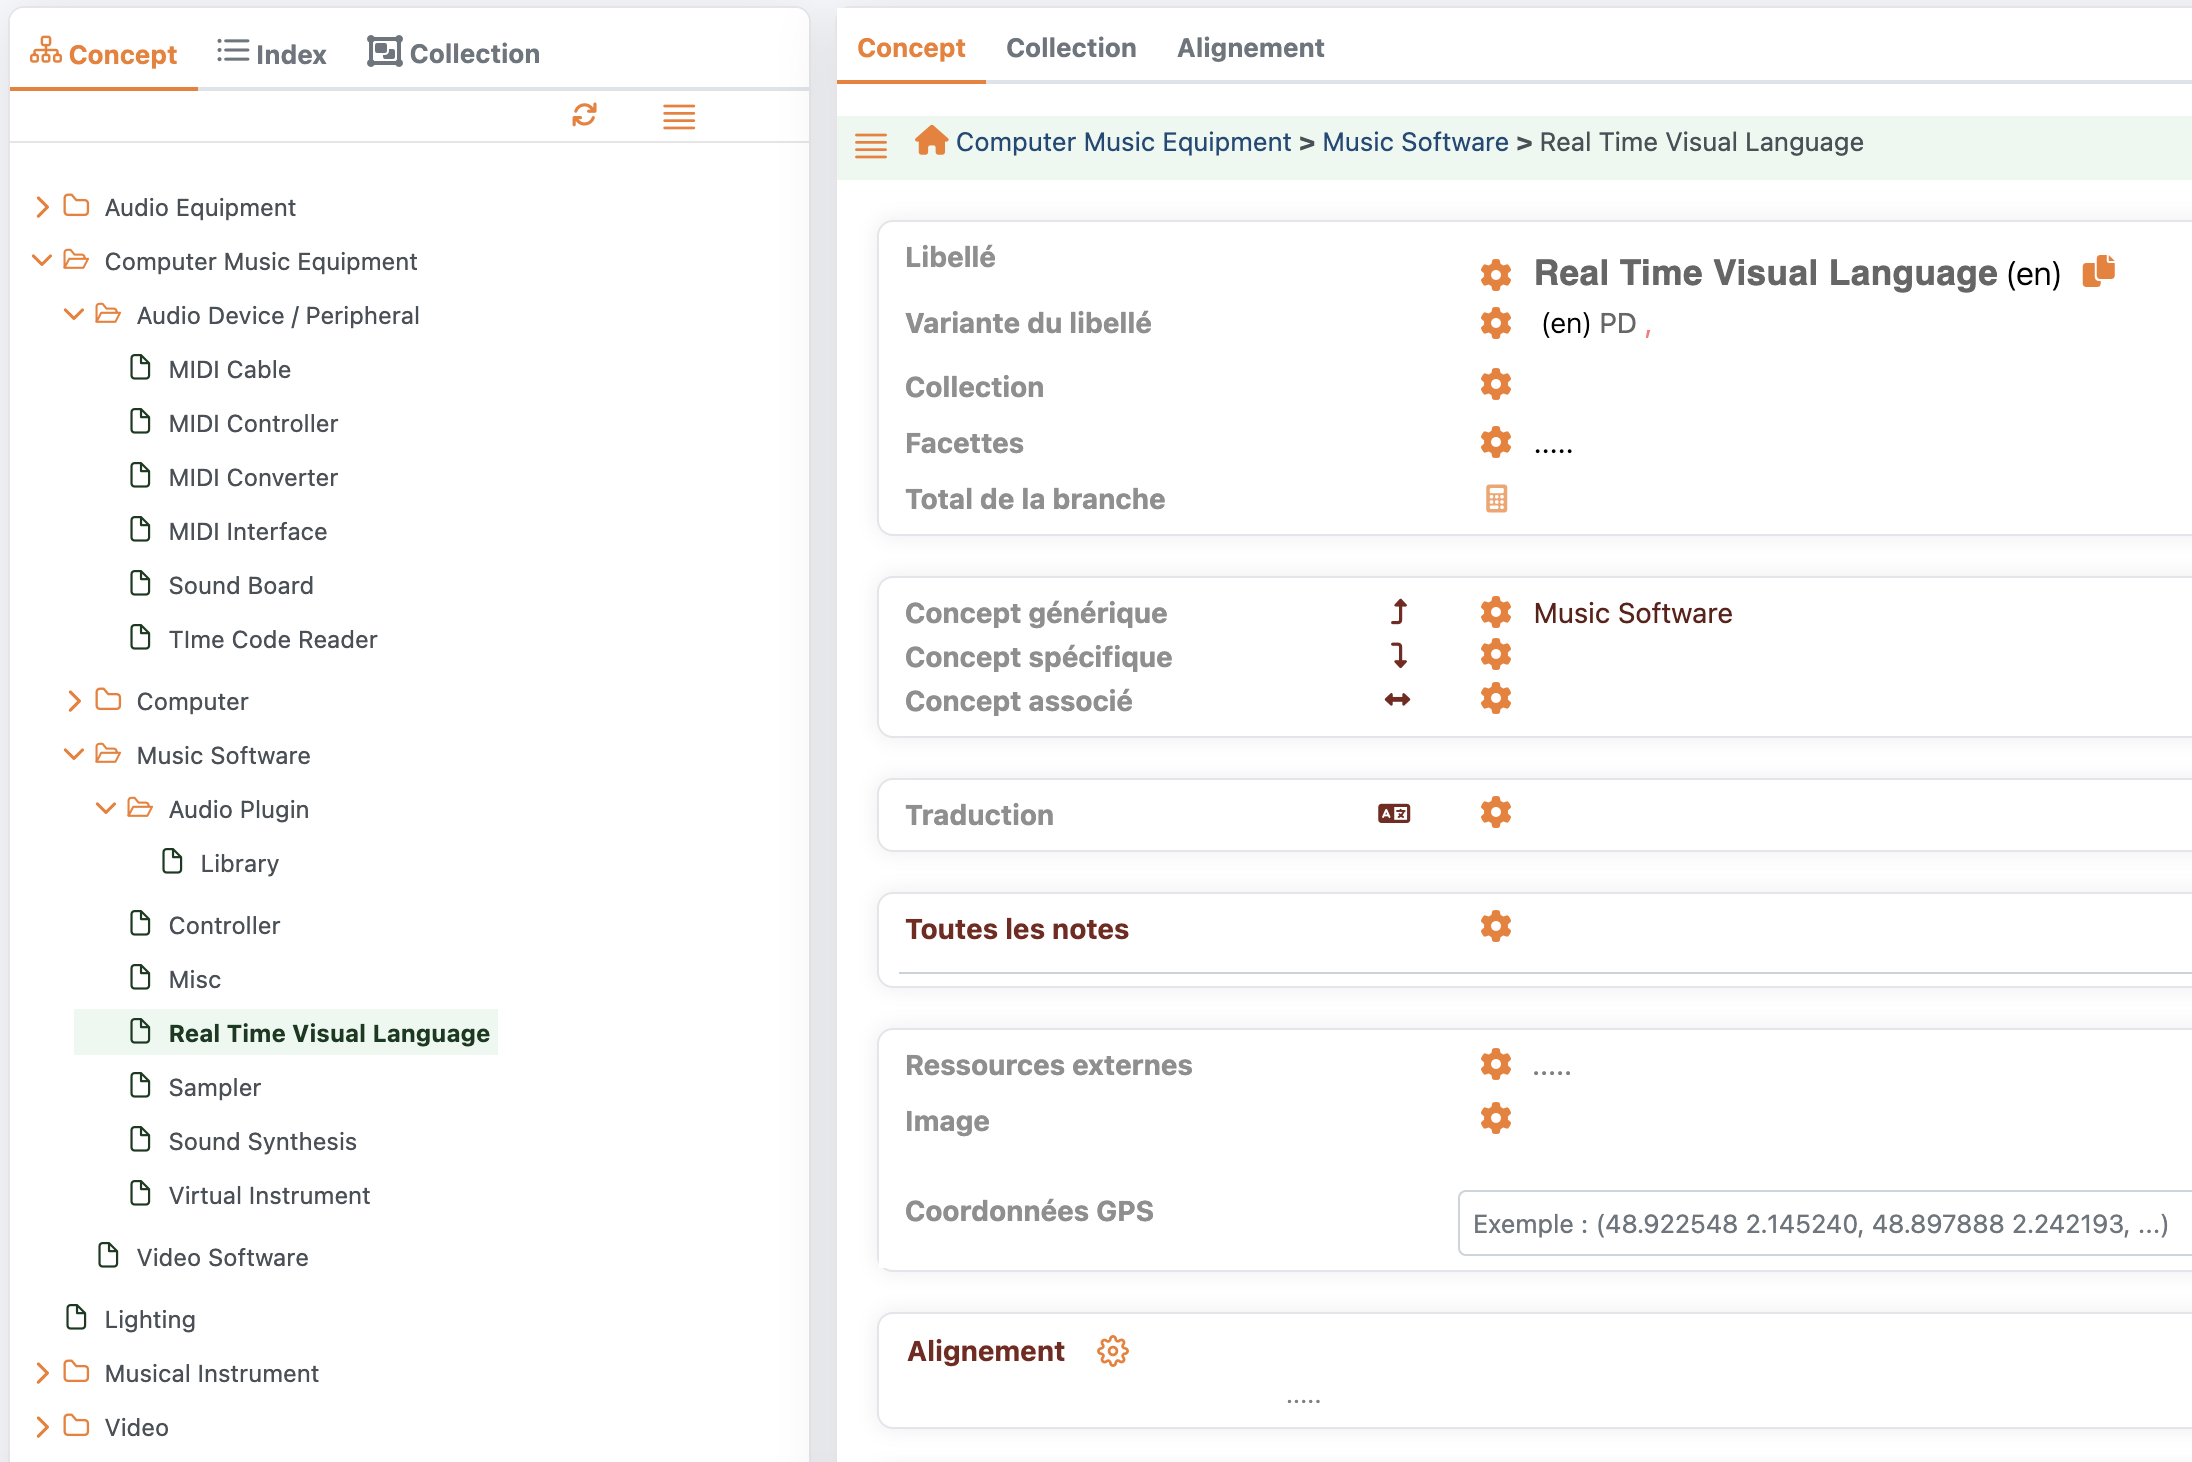 Concept Index Collection
Audio Equipment
Computer Music Equipment
Audio Device / Peripheral
MIDI Cable
MIDI Controller
MIDI Converter
MIDI Interface
Sound Board
TIme Code Reader
Computer
Music Software
Audio Plugin
Library
Controller
Misc
Real Time Visual Language
Sampler
Sound Synthesis
Virtual Instrument
Video Software
Lighting
Musical Instrument
Video
Concept Collection Alignement
Computer Music Equipment > Music Software > Real Time Visual Language
Libellé Real Time Visual Language (en)
Variante du libellé (en) PD ,
Collection
Facettes .....
Total de la branche
Concept générique Music Software
Concept spécifique
Concept associé
Traduction
Toutes les notes
Ressources externes .....
Image
Coordonnées GPS Exemple : (48.922548 2.145240, 48.897888 2.242193, ...)
Alignement
.....